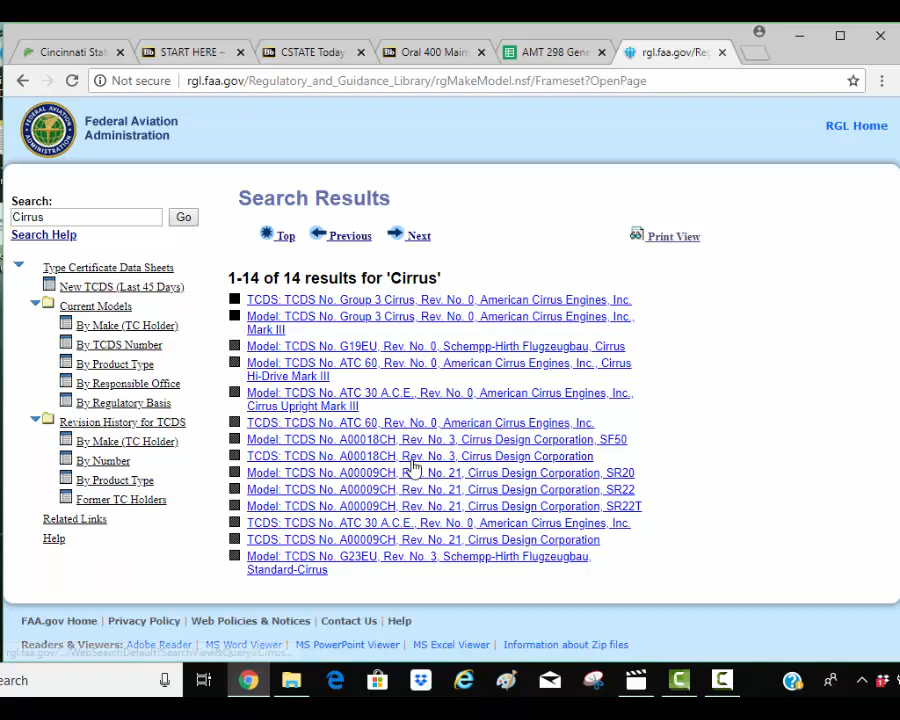 Cincinnati Stat
START HERE –
CSTATE Today
Oral 400 Main
AMT 298 Gene
rgl.faa.gov/Re
Not secure rgl.faa.gov/Regulatory_and_Guidance_Library/rgMakeModel.nsf/Frameset?OpenPage
Federal Aviation
Administration
RGL Home
Search:
Cirrus
Go
Search Help
Type Certificate Data Sheets
New TCDS (Last 45 Days)
Current Models
By Make (TC Holder)
By TCDS Number
By Product Type
By Responsible Office
By Regulatory Basis
Revision History for TCDS
By Make (TC Holder)
By Number
By Product Type
Former TC Holders
Related Links
Help
Search Results
Top Previous Next
Print View
1-14 of 14 results for 'Cirrus'
TCDS: TCDS No. Group 3 Cirrus, Rev. No. 0, American Cirrus Engines, Inc.
Model: TCDS No. Group 3 Cirrus, Rev. No. 0, American Cirrus Engines, Inc.,
Mark III
Model: TCDS No. G19EU, Rev. No. 0, Schempp-Hirth Flugzeugbau, Cirrus
Model: TCDS No. ATC 60, Rev. No. 0, American Cirrus Engines, Inc., Cirrus
Hi-Drive Mark III
Model: TCDS No. ATC 30 A.C.E., Rev. No. 0, American Cirrus Engines, Inc.,
Cirrus Upright Mark III
TCDS: TCDS No. ATC 60, Rev. No. 0, American Cirrus Engines, Inc.
Model: TCDS No. A00018CH, Rev. No. 3, Cirrus Design Corporation, SF50
TCDS: TCDS No. A00018CH, Rev. No. 3, Cirrus Design Corporation
Model: TCDS No. A00009CH, Rev. No. 21, Cirrus Design Corporation, SR20
Model: TCDS No. A00009CH, Rev. No. 21, Cirrus Design Corporation, SR22
Model: TCDS No. A00009CH, Rev. No. 21, Cirrus Design Corporation, SR22T
TCDS: TCDS No. ATC 30 A.C.E., Rev. No. 0, American Cirrus Engines, Inc.
TCDS: TCDS No. A00009CH, Rev. No. 21, Cirrus Design Corporation
Model: TCDS No. G23EU, Rev. No. 3, Schempp-Hirth Flugzeugbau,
Standard-Cirrus
FAA.gov Home | Privacy Policy | Web Policies & Notices | Contact Us | Help
Readers & Viewers: Adobe Reader | MS Word Viewer | MS PowerPoint Viewer | MS Excel Viewer | Information about Zip files
earch